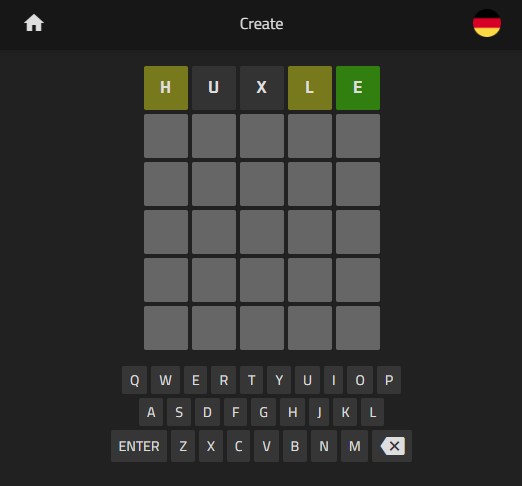 Create
H U X L E
Q W E R T Y U I O P
A S D F G H J K L
ENTER Z X C V B N M